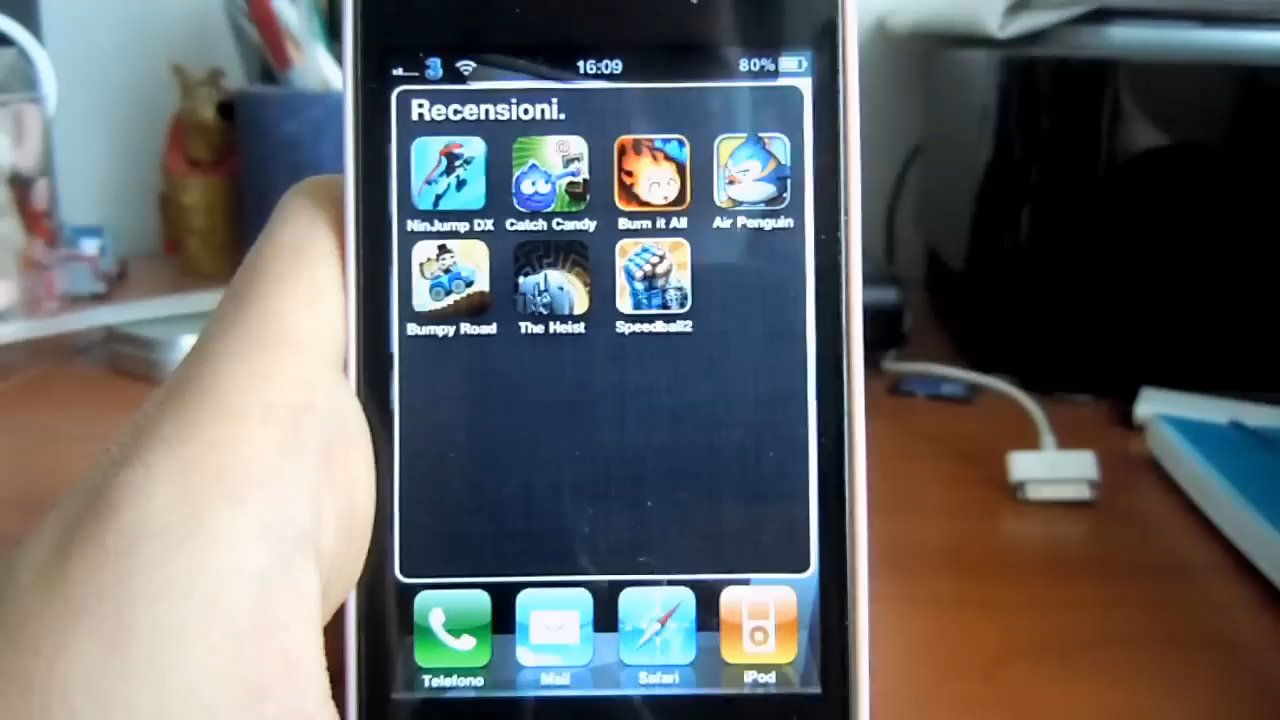 3 16:09 80%
Recensioni.
NinJump DX Catch Candy Burn it All Air Penguin
Bumpy Road The Heist Speedball2
Telefono Mail Safari iPod